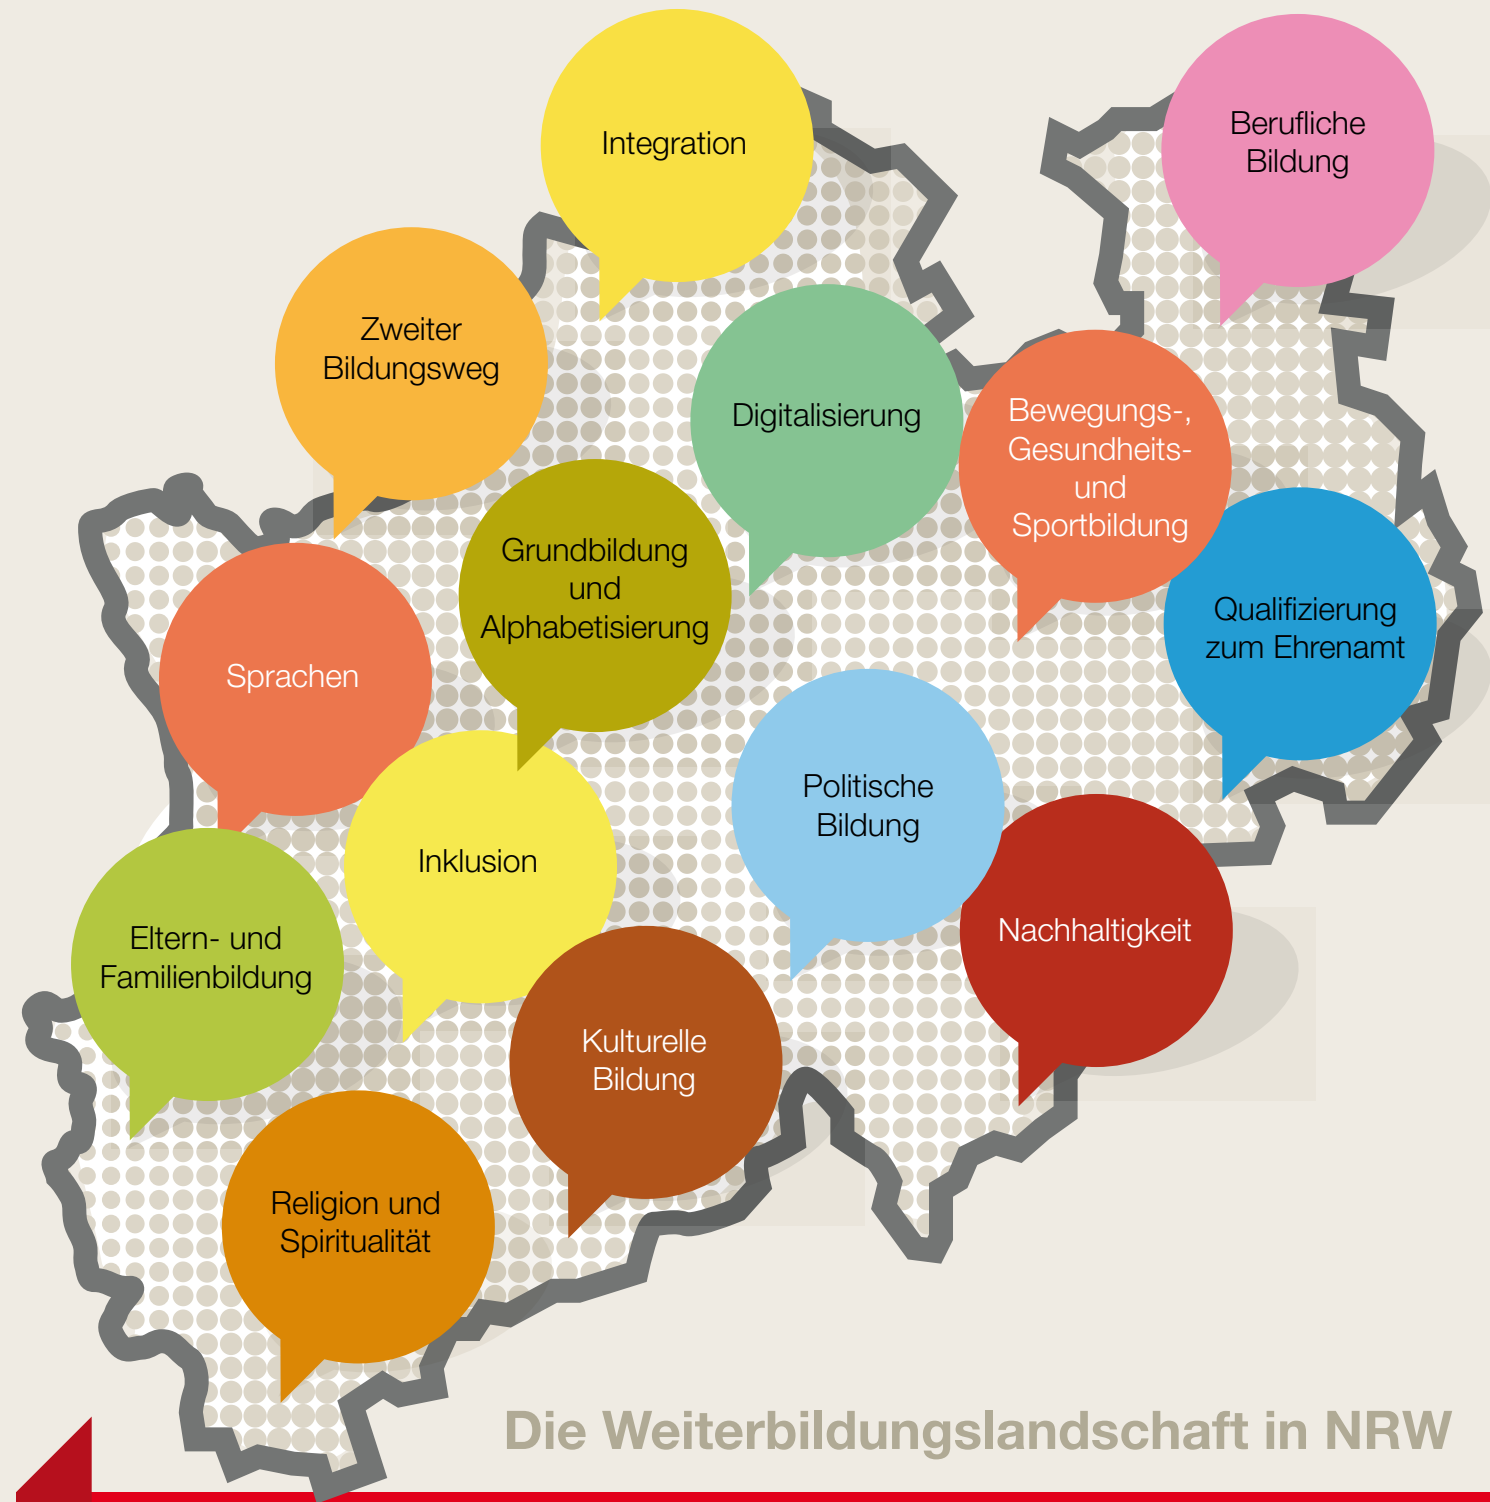 Integration
Berufliche
Bildung
Zweiter
Bildungsweg
Digitalisierung
Bewegungs-,
Gesundheits-
und
Sportbildung
Grundbildung
und
Alphabetisierung
Qualifizierung
zum Ehrenamt
Sprachen
Politische
Bildung
Inklusion
Nachhaltigkeit
Eltern- und
Familienbildung
Kulturelle
Bildung
Religion und
Spiritualität
Die Weiterbildungslandschaft in NRW